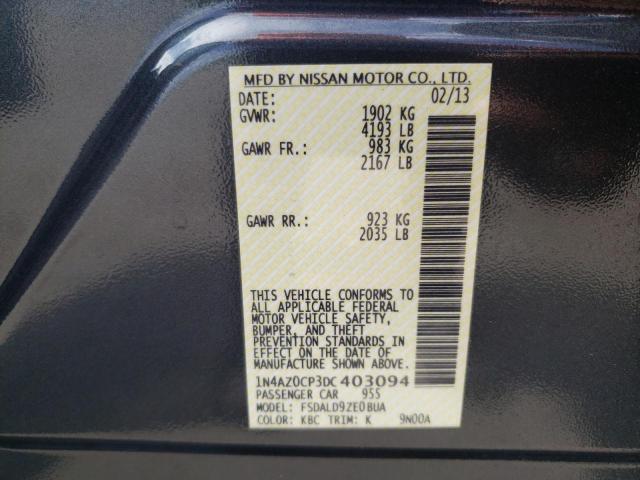 MFD BY NISSAN MOTOR CO., LTD.
DATE: 02/13
GVWR: 1902 KG
4193 LB
GAWR FR.: 983 KG
2167 LB
GAWR RR.: 923 KG
2035 LB
THIS VEHICLE CONFORMS TO
ALL APPLICABLE FEDERAL
MOTOR VEHICLE SAFETY,
BUMPER, AND THEFT
PREVENTION STANDARDS IN
EFFECT ON THE DATE OF
MANUFACTURE SHOWN ABOVE.
1N4AZ0CP3DC403094
PASSENGER CAR 955
MODEL: FSDALD9ZE0BUA
COLOR: KBC TRIM: K 9N00A